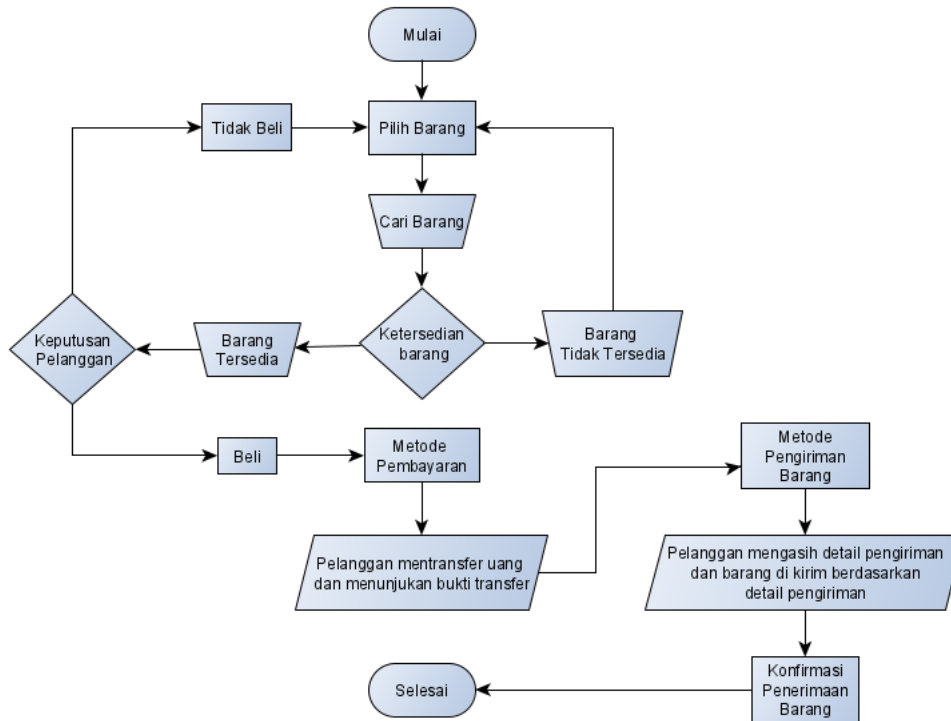 Mulai
Tidak Beli
Pilih Barang
Cari Barang
Keputusan
Pelanggan
Barang
Tersedia
Ketersedian
barang
Barang
Tidak Tersedia
Beli
Metode
Pembayaran
Metode
Pengiriman
Barang
Pelanggan mentransfer uang
dan menunjukan bukti transfer
Pelanggan mengasih detail pengiriman
dan barang di kirim berdasarkan
detail pengiriman
Selesai
Konfirmasi
Penerimaan
Barang